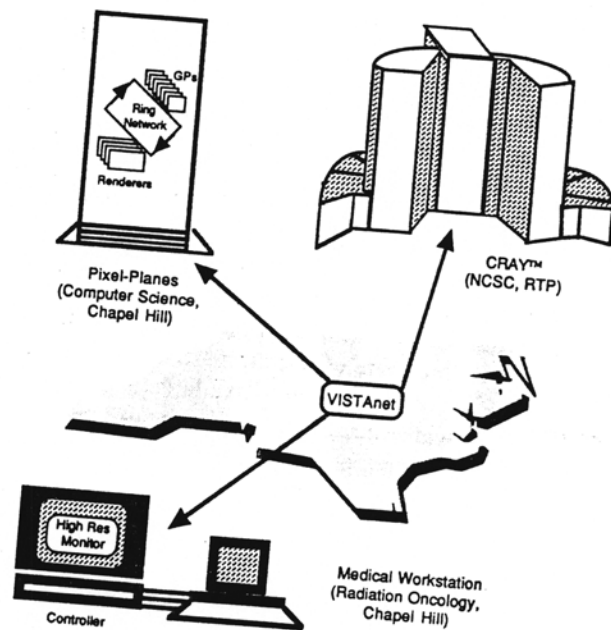 GPs
Ring
Network
Renderers
Pixel-Planes
(Computer Science,
Chapel Hill)
CRAY™
(NCSC, RTP)
VISTAnet
N
High Res
Monitor
Controller
Medical Workstation
(Radiation Oncology,
Chapel Hill)